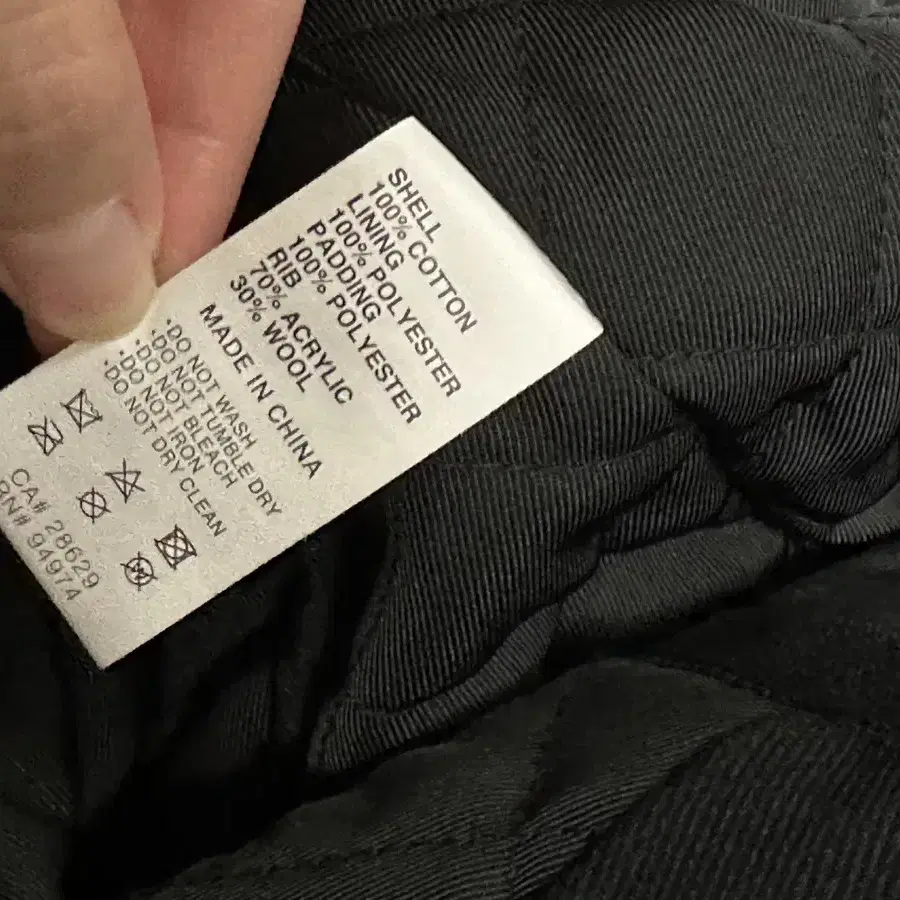 SHELL
100% COTTON
LINING
100% POLYESTER
PADDING
100% POLYESTER
RIB
70% ACRYLIC
30% WOOL
MADE IN CHINA
·DO NOT WASH
·DO NOT TUMBLE DRY
·DO NOT BLEACH
·DO NOT IRON
·DO NOT DRY CLEAN
CA# 28629
RN# 94974